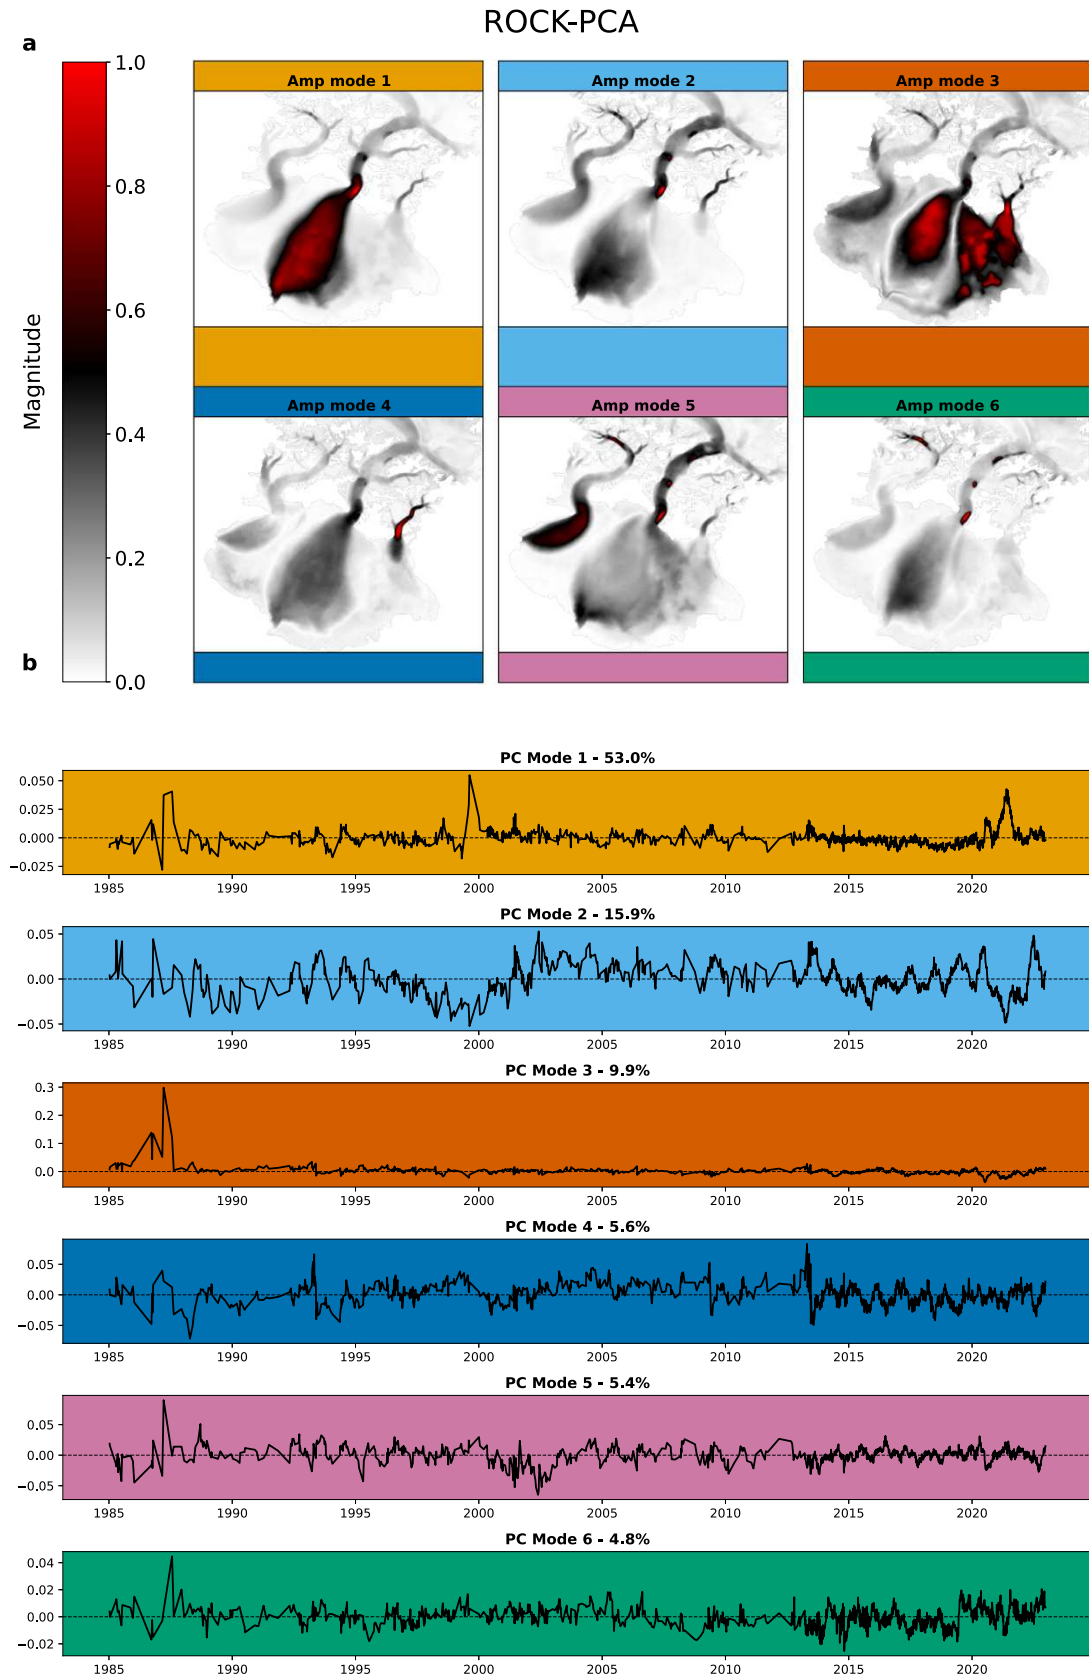 ROCK-PCA
a
Magnitude
1.0
0.8
0.6
0.4
0.2
0.0
Amp mode 1
Amp mode 2
Amp mode 3
Amp mode 4
Amp mode 5
Amp mode 6
b
PC Mode 1 - 53.0%
0.050
0.025
0.000
−0.025
1985 1990 1995 2000 2005 2010 2015 2020
PC Mode 2 - 15.9%
0.05
0.00
−0.05
1985 1990 1995 2000 2005 2010 2015 2020
PC Mode 3 - 9.9%
0.3
0.2
0.1
0.0
1985 1990 1995 2000 2005 2010 2015 2020
PC Mode 4 - 5.6%
0.05
0.00
−0.05
1985 1990 1995 2000 2005 2010 2015 2020
PC Mode 5 - 5.4%
0.05
0.00
−0.05
1985 1990 1995 2000 2005 2010 2015 2020
PC Mode 6 - 4.8%
0.04
0.02
0.00
−0.02
1985 1990 1995 2000 2005 2010 2015 2020